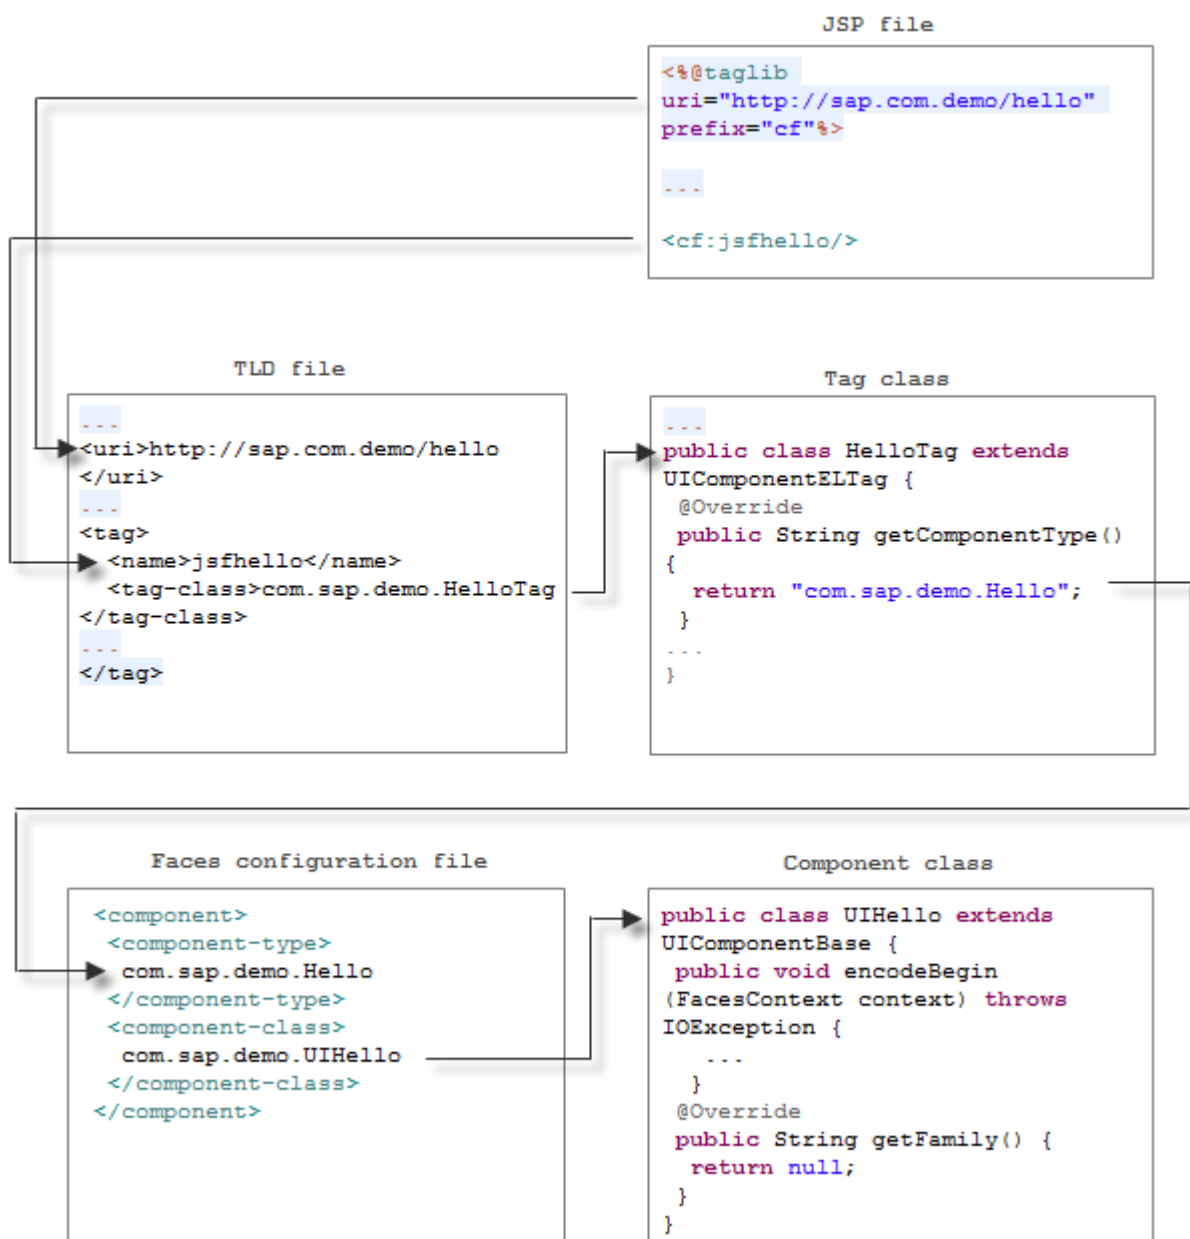 JSP file
<%@taglib
uri="http://sap.com.demo/hello"
prefix="cf"%>
...
<cf:jsfhello/>
TLD file
...
<uri>http://sap.com.demo/hello
</uri>
...
<tag>
<name>jsfhello</name>
<tag-class>com.sap.demo.HelloTag
</tag-class>
...
</tag>
Tag class
...
public class HelloTag extends
UIComponentELTag {
@Override
public String getComponentType()
{
return "com.sap.demo.Hello";
}
...
}
Faces configuration file
<component>
<component-type>
com.sap.demo.Hello
</component-type>
<component-class>
com.sap.demo.UIHello
</component-class>
</component>
Component class
public class UIHello extends
UIComponentBase {
public void encodeBegin
(FacesContext context) throws
IOException {
...
}
@Override
public String getFamily() {
return null;
}
}